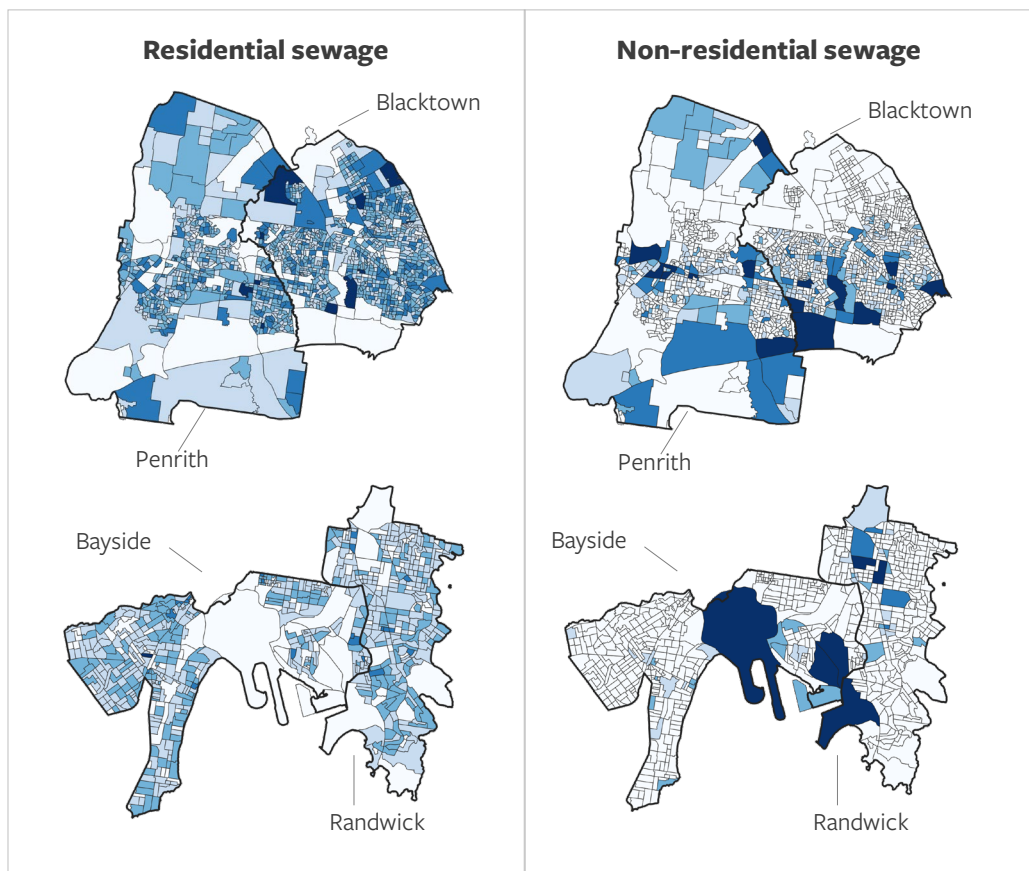 Residential sewage
Blacktown
Penrith
Bayside
Randwick
Non-residential sewage
Blacktown
Penrith
Bayside
Randwick